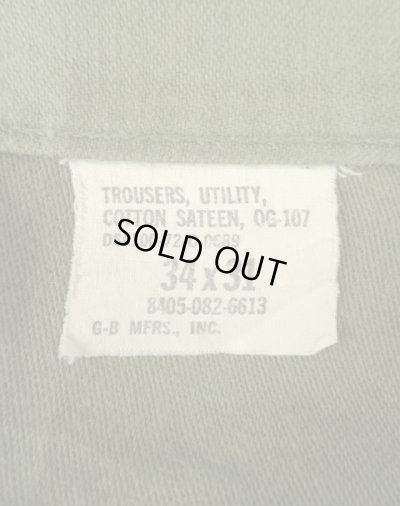 TROUSERS, UTILITY,
COTTON SATEEN, OG-107
SOLD OUT
34 x 31
8405-082-6613
G-B MFRS., INC.